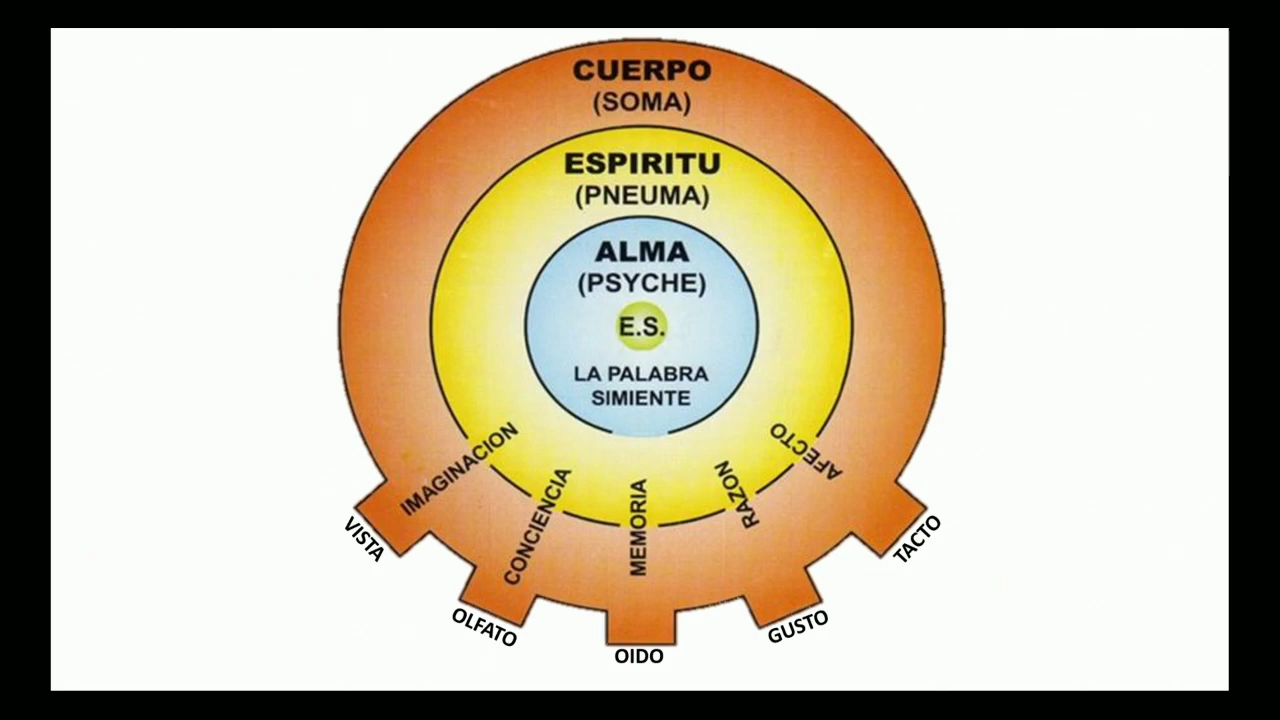 CUERPO
(SOMA)
ESPIRITU
(PNEUMA)
ALMA
(PSYCHE)
E.S.
LA PALABRA
SIMIENTE
IMAGINACION
CONCIENCIA
MEMORIA
RAZON
AFECTO
VISTA
OLFATO
OIDO
GUSTO
TACTO